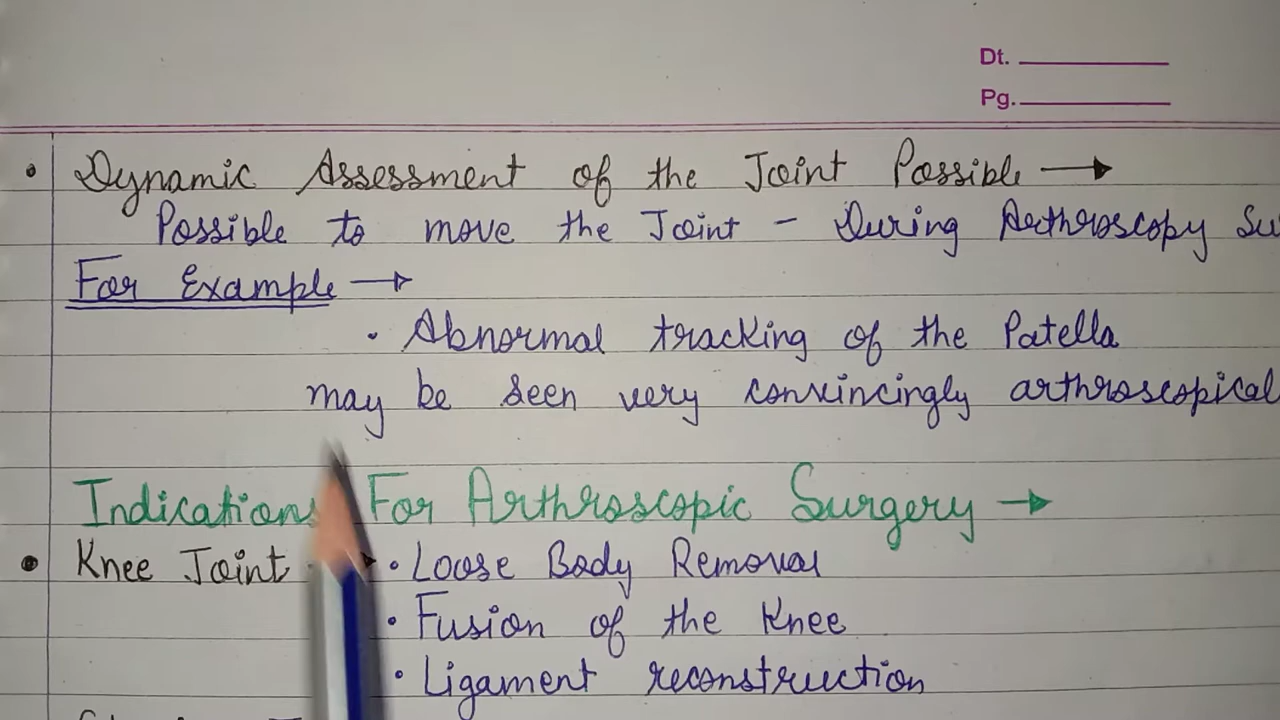 Dt.
Pg.
• Dynamic Assessment of the Joint Possible →
Possible to move the Joint - During Arthroscopy Su
For Example →
• Abnormal tracking of the Patella
may be seen very convincingly arthroscopical
Indications For Arthroscopic Surgery →
• Knee Joint • Loose Body Removal
• Fusion of the Knee
• Ligament reconstruction